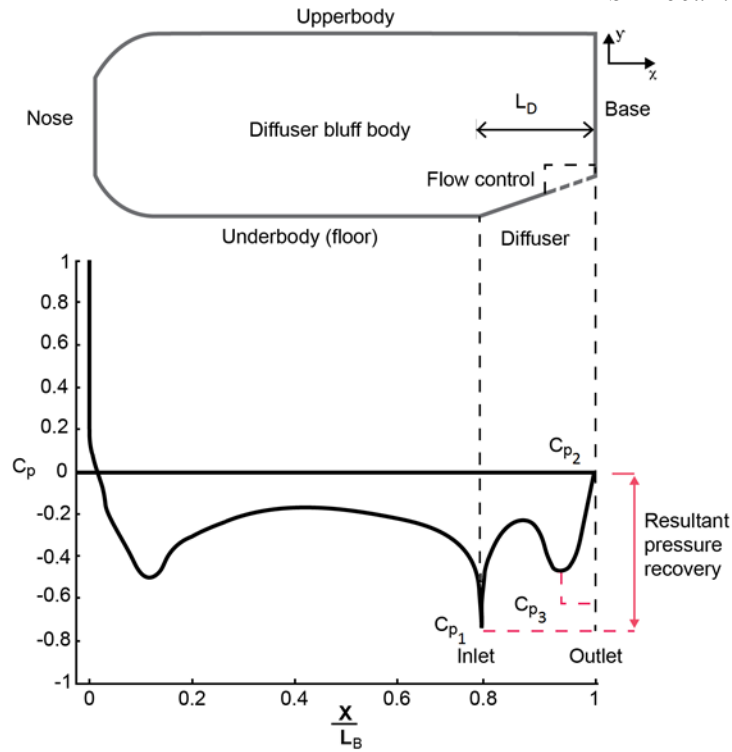 Upperbody
y
x
Nose
Diffuser bluff body
L_D
Base
Flow control
Underbody (floor)
Diffuser
1
0.8
0.6
0.4
0.2
C_p
0
-0.2
-0.4
-0.6
-0.8
-1
C_p2
C_p3
C_p1
Resultant
pressure
recovery
Inlet
Outlet
0
0.2
0.4
0.6
0.8
1
X
L_B